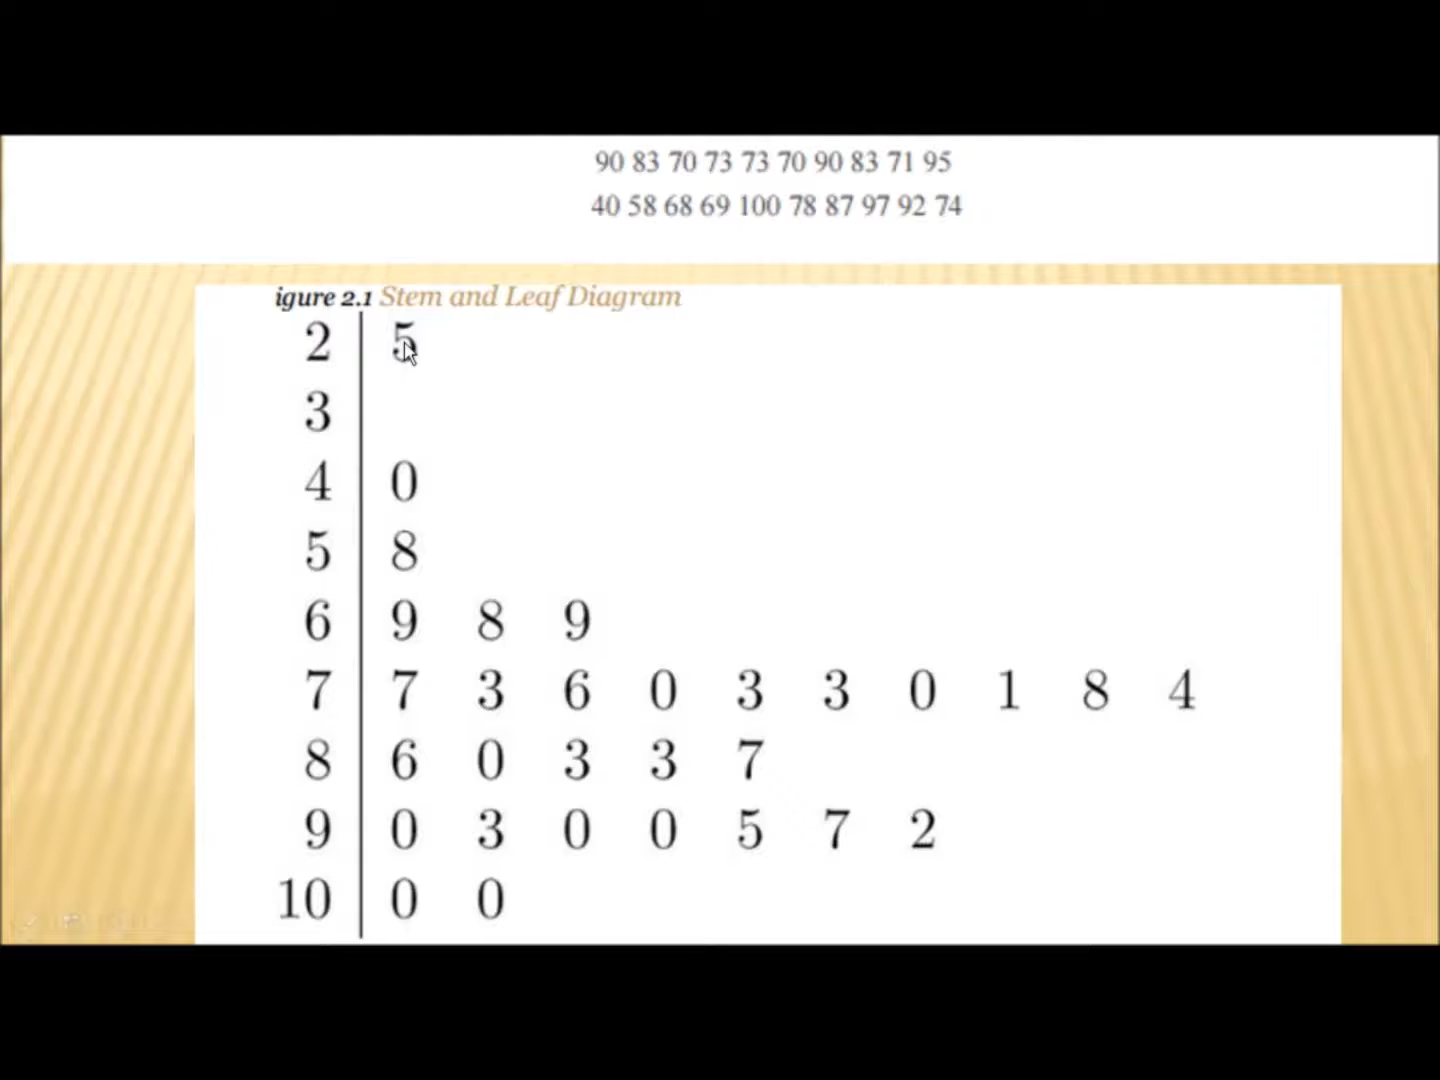 90 83 70 73 73 70 90 83 71 95
40 58 68 69 100 78 87 97 92 74
igure 2.1 Stem and Leaf Diagram
2 5
3
4 0
5 8
6 9 8 9
7 7 3 6 0 3 3 0 1 8 4
8 6 0 3 3 7
9 0 3 0 0 5 7 2
10 0 0